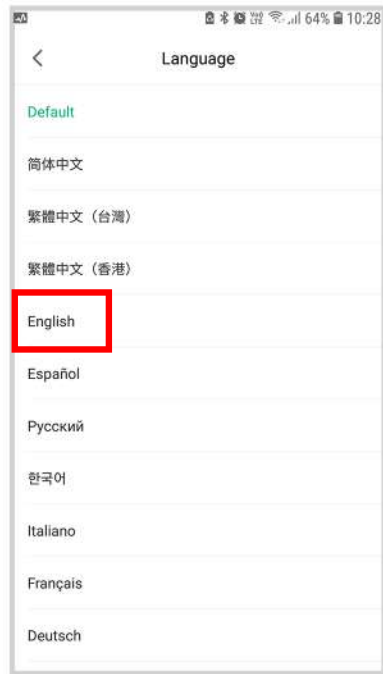 64% 10:28
Language
Default
简体中文
繁體中文（台灣）
繁體中文（香港）
English
Español
Русский
한국어
Italiano
Français
Deutsch